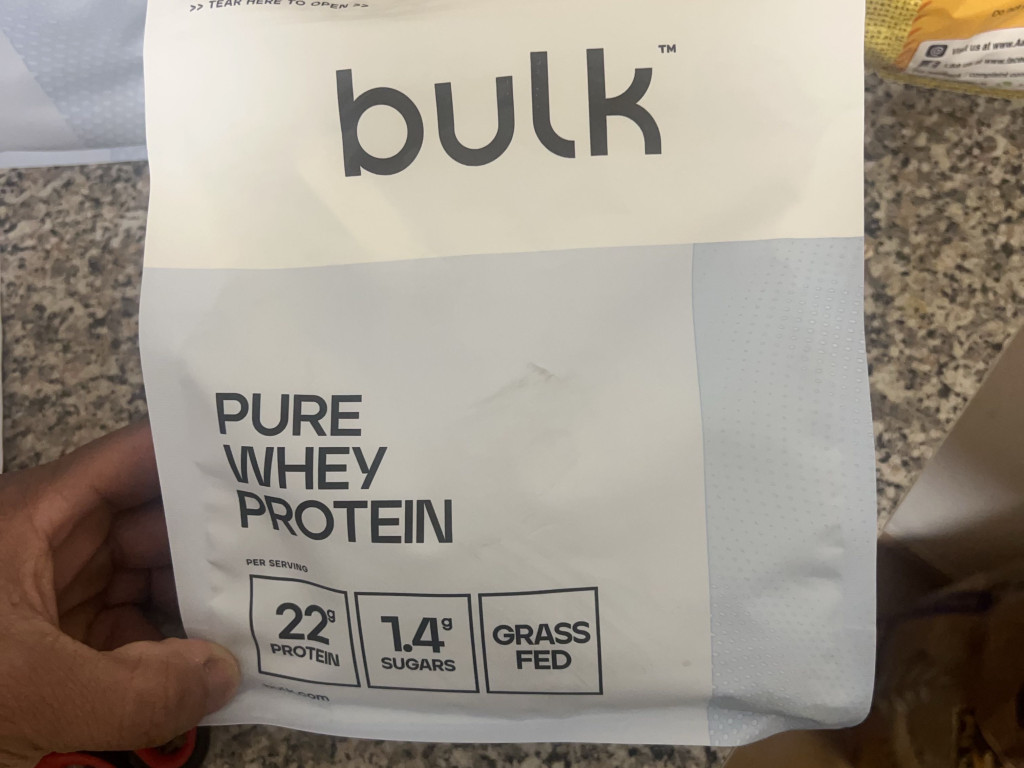 >> TEAR HERE TO OPEN >>
bulk™
PURE
WHEY
PROTEIN
PER SERVING
22g
PROTEIN
1.4g
SUGARS
GRASS
FED